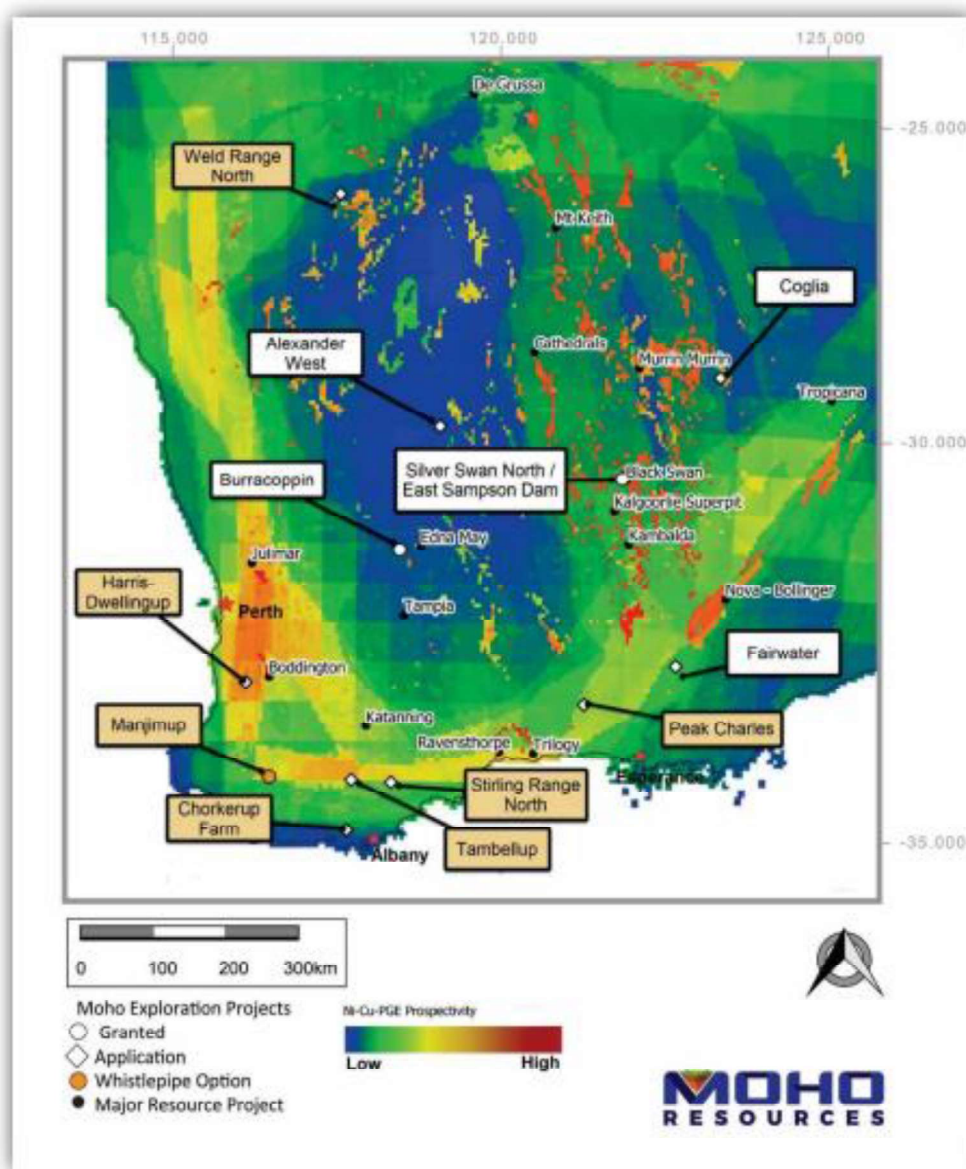 115,000 120,000 125,000
De Grussa
-25.000
Weld Range
North
Mt Keith
Coglia
Alexander
West
Cathedrals
Murrin Murrin
Tropicana
-30.000
Silver Swan North /
East Sampson Dam
Black Swan
Burracoppin
Kalgoorlie Superpit
Edna May
Kambalda
Julimar
Harris-
Dwellingup
Perth
Tampia
Nova - Bollinger
Boddington
Fairwater
Manjimup
Katanning
Peak Charles
Ravensthorpe
Trilogy
Esperance
Stirling Range
North
Chorkerup
Farm
Tambellup
Albany
-35.000
0 100 200 300km
Moho Exploration Projects
Granted
Application
Whistlepipe Option
Major Resource Project
Ni-Cu-PGE Prospectivity
Low High
MOHO
RESOURCES